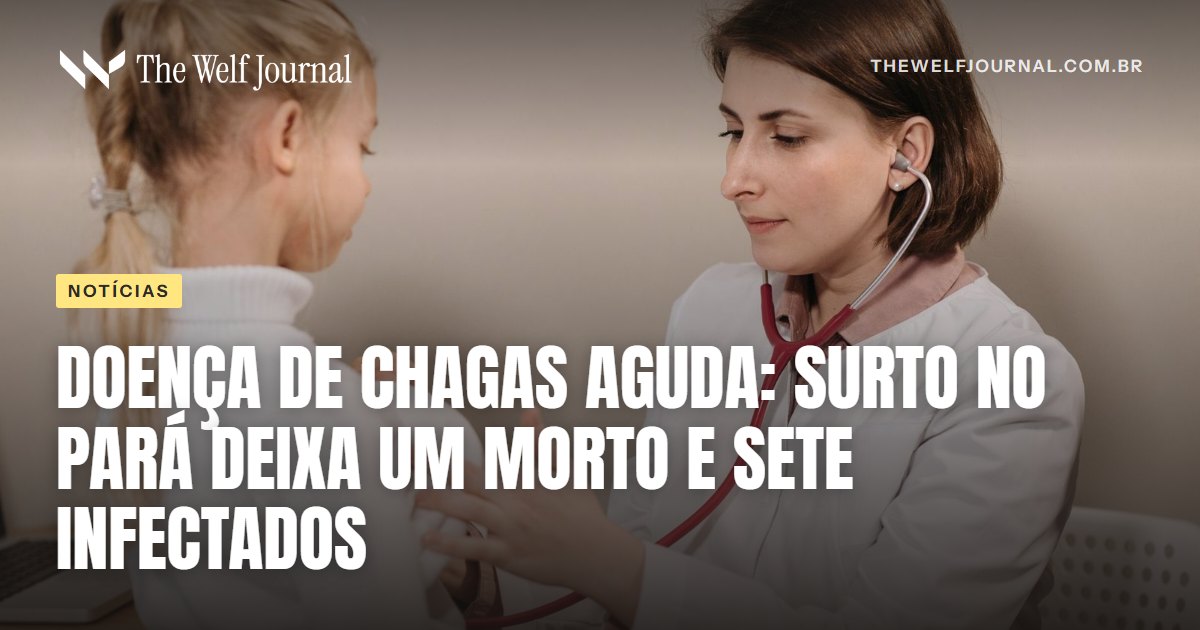 The Welf Journal
THEWELFJOURNAL.COM.BR
NOTÍCIAS
DOENÇA DE CHAGAS AGUDA: SURTO NO
PARÁ DEIXA UM MORTO E SETE
INFECTADOS